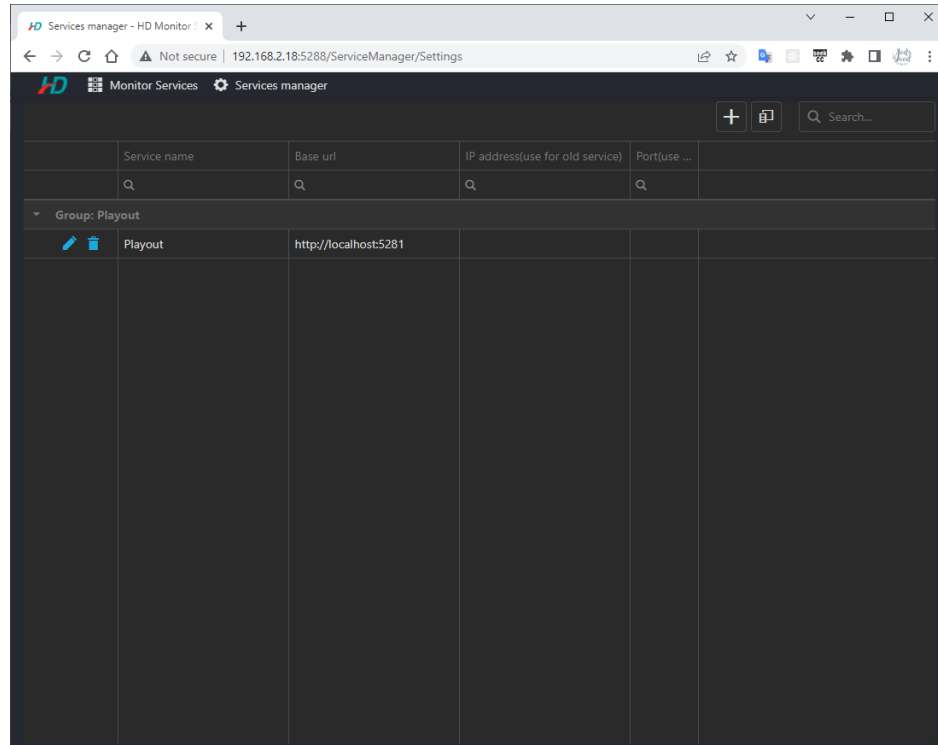 HD Services manager - HD Monitor S
Not secure | 192.168.2.18:5288/ServiceManager/Settings
HD Monitor Services Services manager
Search...
Service name Base url IP address(use for old service) Port(use ...
Group: Playout
Playout http://localhost:5281